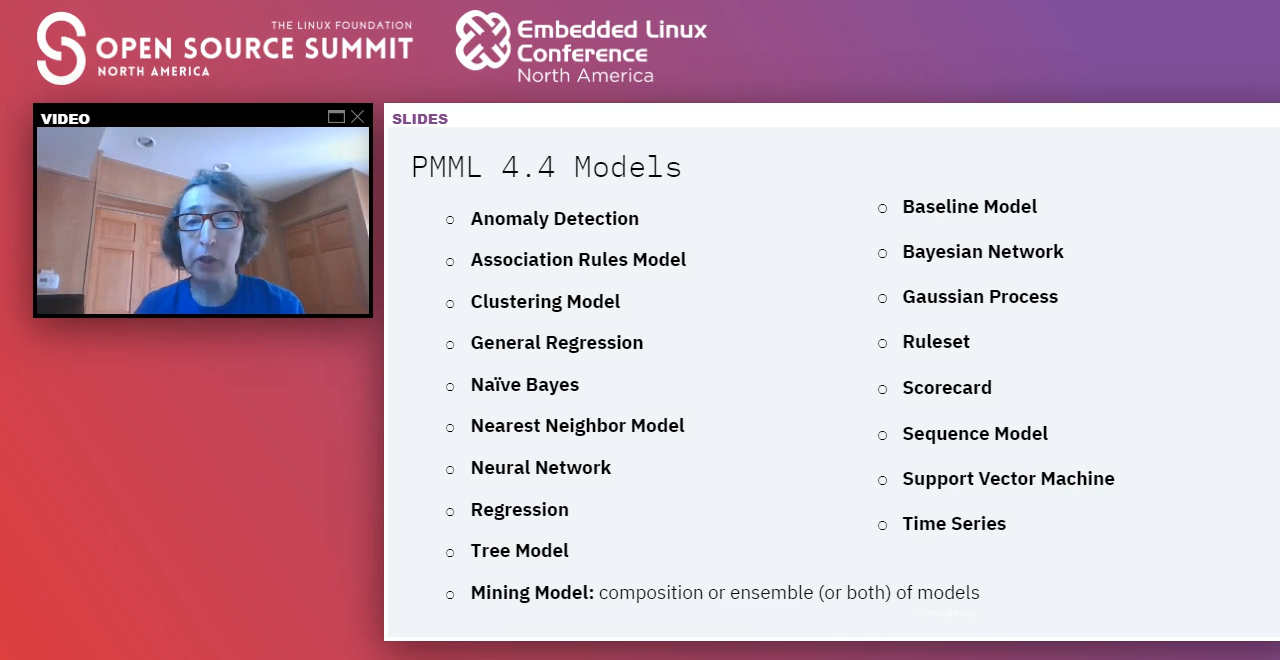 THE LINUX FOUNDATION
OPEN SOURCE SUMMIT
NORTH AMERICA
Embedded Linux
Conference
North America
VIDEO
SLIDES
PMML 4.4 Models
Anomaly Detection
Association Rules Model
Clustering Model
General Regression
Naïve Bayes
Nearest Neighbor Model
Neural Network
Regression
Tree Model
Mining Model: composition or ensemble (or both) of models
Baseline Model
Bayesian Network
Gaussian Process
Ruleset
Scorecard
Sequence Model
Support Vector Machine
Time Series